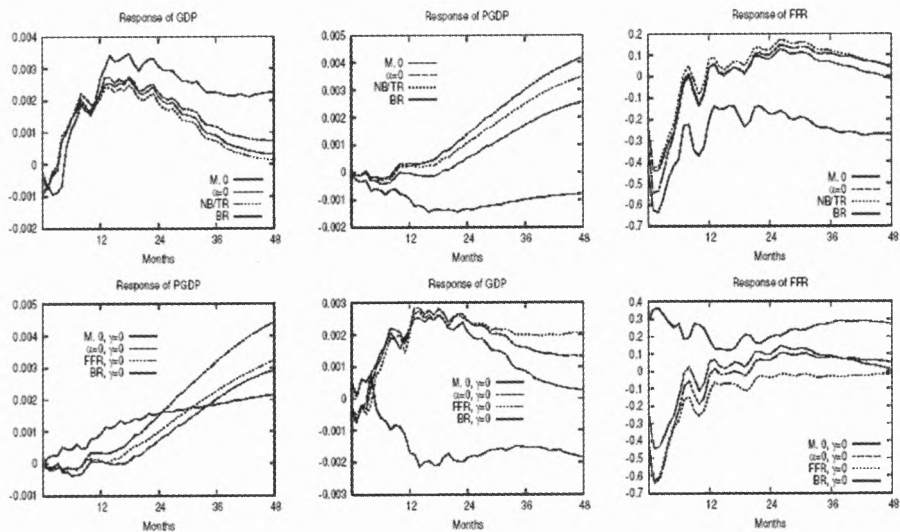 Response of GDP
0.004
0.003
0.002
0.001
0
-0.001
-0.002
M. 0
α=0
NB/TR
BR
12 24 36 48
Months
Response of PGDP
0.005
0.004
0.003
0.002
0.001
0
-0.001
-0.002
M. 0
α=0
NB/TR
BR
12 24 36 48
Months
Response of FFR
0.2
0.1
0
-0.1
-0.2
-0.3
-0.4
-0.5
-0.6
-0.7
M. 0
α=0
NB/TR
BR
12 24 36 48
Months
Response of PGDP
0.005
0.004
0.003
0.002
0.001
0
-0.001
M. 0, γ=0
α=0, γ=0
FFR, γ=0
BR, γ=0
12 24 36 48
Months
Response of GDP
0.003
0.002
0.001
0
-0.001
-0.002
-0.003
M. 0, γ=0
α=0, γ=0
FFR, γ=0
BR, γ=0
12 24 36 48
Months
Response of FFR
0.4
0.3
0.2
0.1
0
-0.1
-0.2
-0.3
-0.4
-0.5
-0.6
-0.7
M. 0, γ=0
α=0, γ=0
FFR, γ=0
BR, γ=0
12 24 36 48
Months